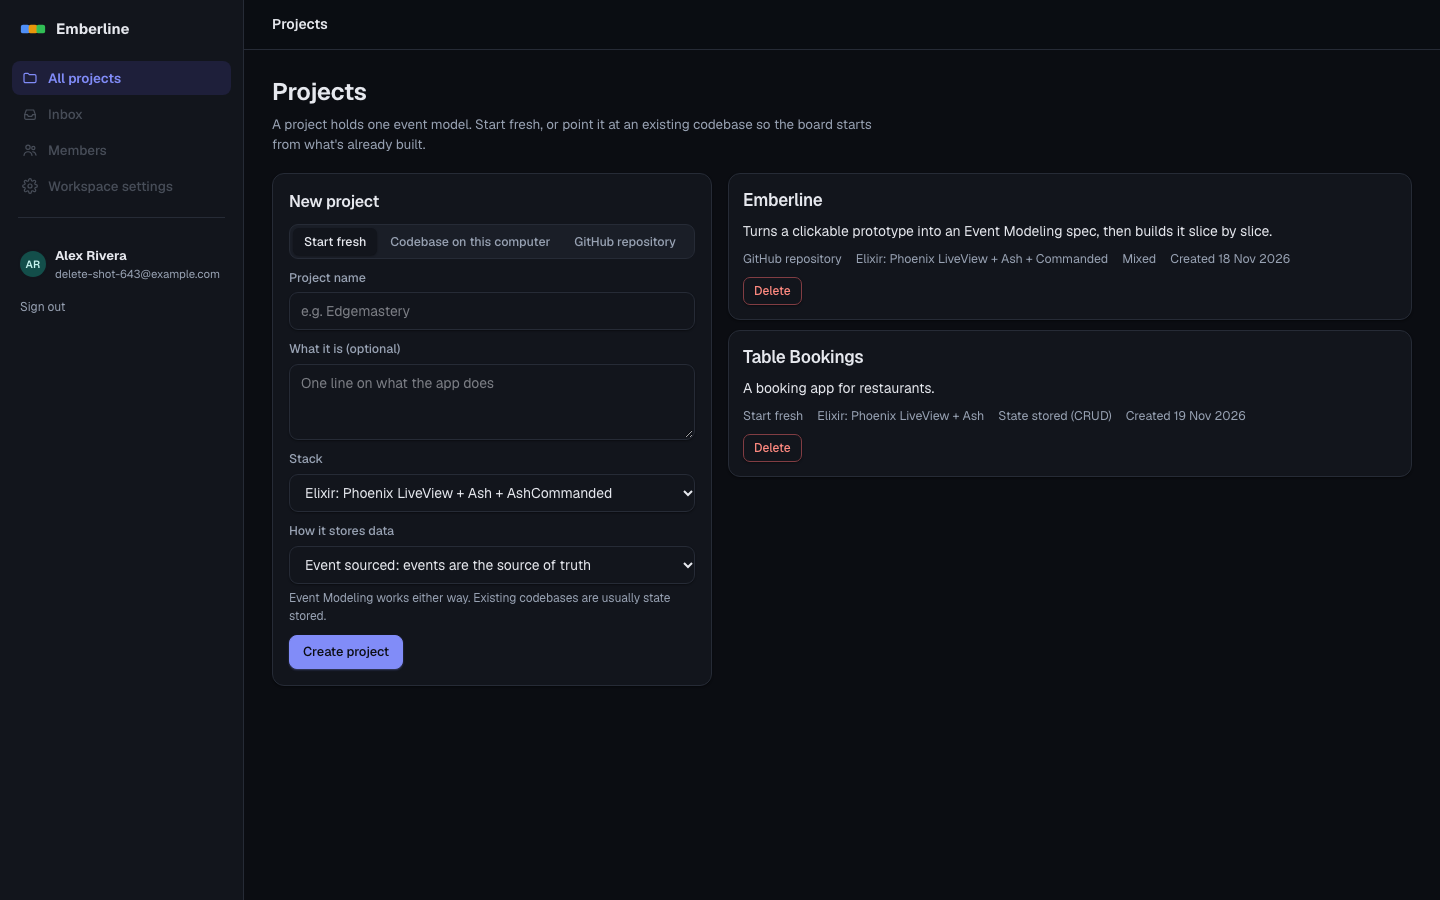 Emberline
All projects
Inbox
Members
Workspace settings
AR
Alex Rivera
delete-shot-643@example.com
Sign out
Projects
Projects
A project holds one event model. Start fresh, or point it at an existing codebase so the board starts
from what's already built.
New project
Start fresh
Codebase on this computer
GitHub repository
Project name
e.g. Edgemastery
What it is (optional)
One line on what the app does
Stack
Elixir: Phoenix LiveView + Ash + AshCommanded
How it stores data
Event sourced: events are the source of truth
Event Modeling works either way. Existing codebases are usually state
stored.
Create project
Emberline
Turns a clickable prototype into an Event Modeling spec, then builds it slice by slice.
GitHub repository Elixir: Phoenix LiveView + Ash + Commanded Mixed Created 18 Nov 2026
Delete
Table Bookings
A booking app for restaurants.
Start fresh Elixir: Phoenix LiveView + Ash State stored (CRUD) Created 19 Nov 2026
Delete